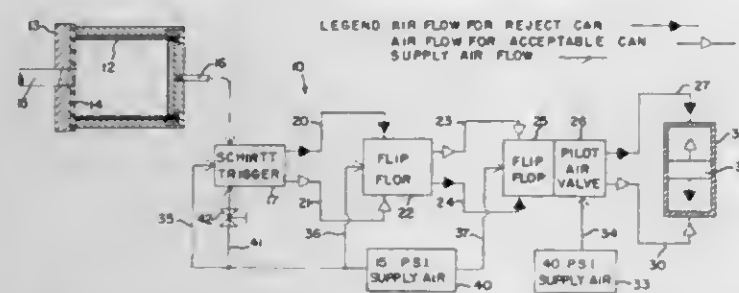 LEGEND AIR FLOW FOR REJECT CAN
AIR FLOW FOR ACCEPTABLE CAN
SUPPLY AIR FLOW
13
12
16
15
14
10
20
23
25
26
27
SCHMITT
TRIGGER
17
FLIP
FLOP
22
FLIP
FLOP
PILOT
AIR
VALVE
21
24
35
42
41
36
37
34
30
15 PSI
SUPPLY AIR
40
40 PSI
SUPPLY AIR
33